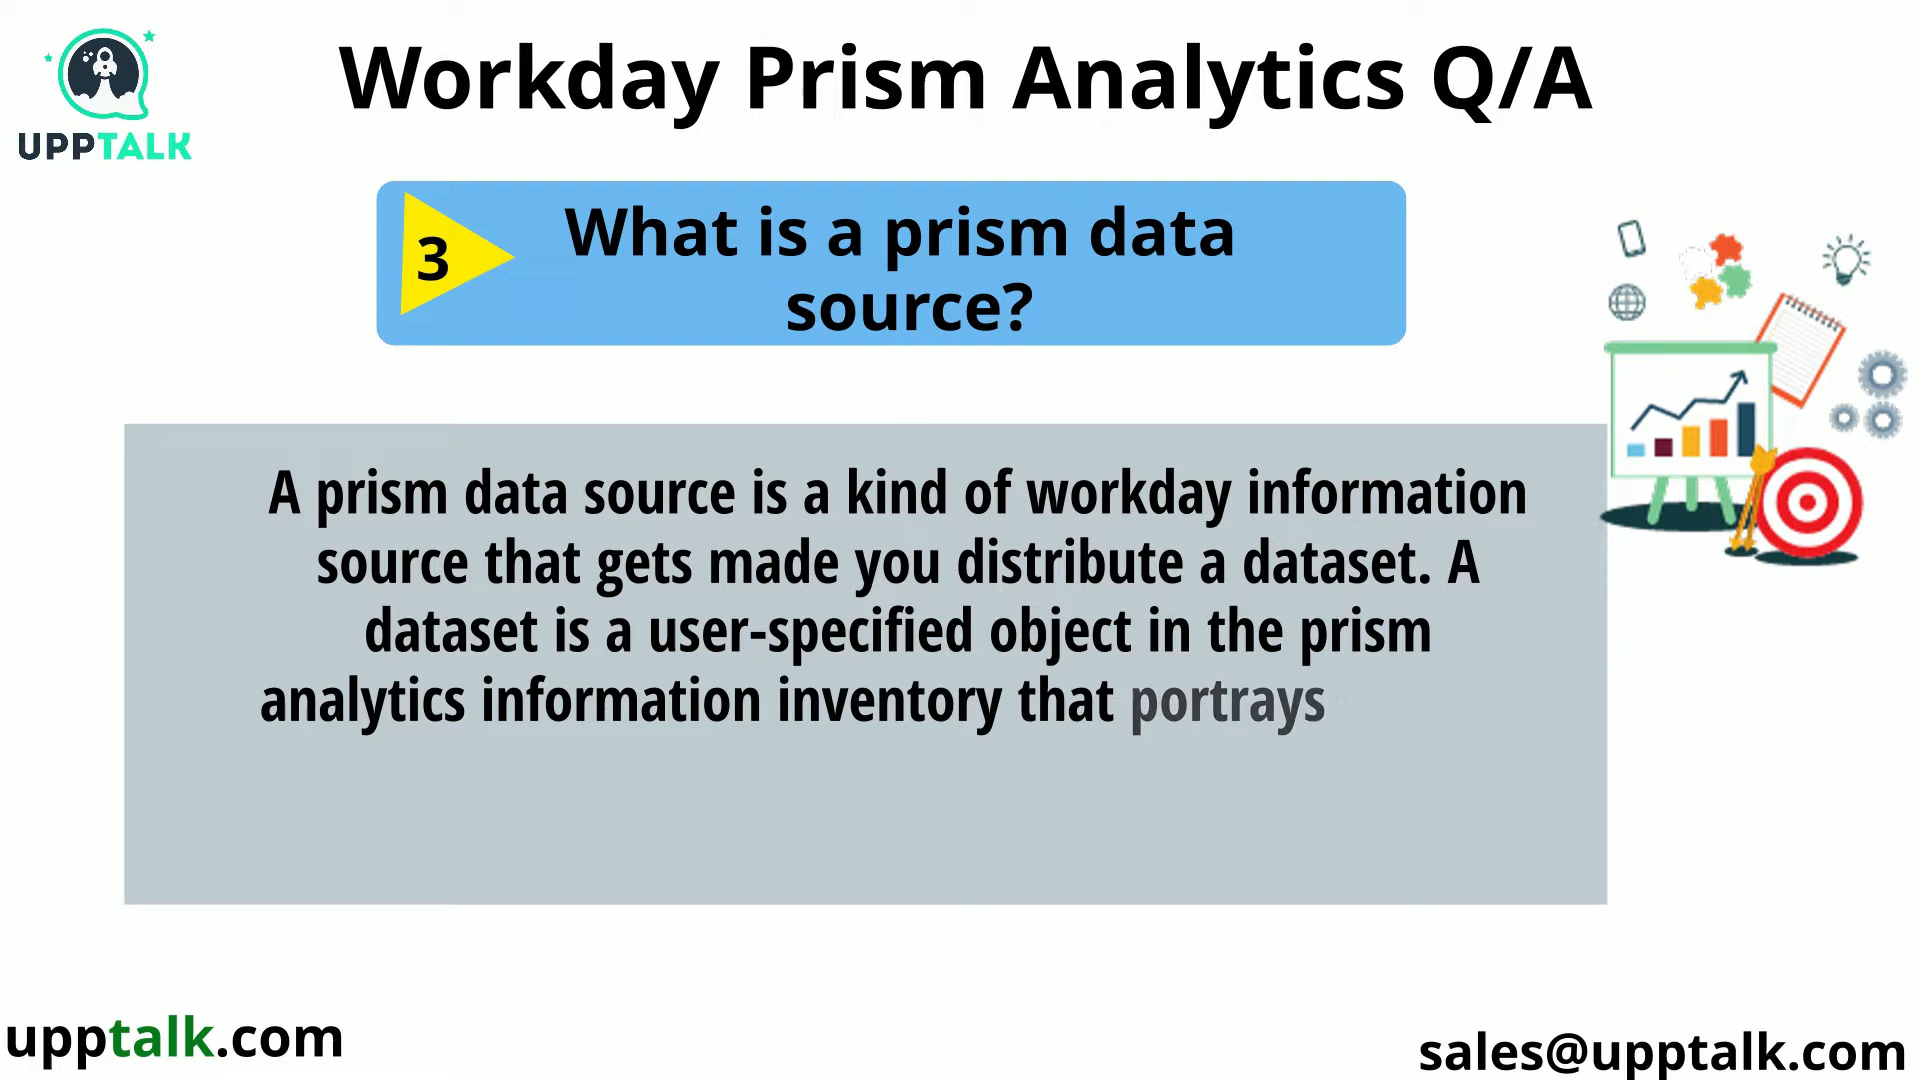 UPPTALK
Workday Prism Analytics Q/A
3
What is a prism data
source?
A prism data source is a kind of workday information
source that gets made you distribute a dataset. A
dataset is a user-specified object in the prism
analytics information inventory that portrays
upptalk.com
sales@upptalk.com